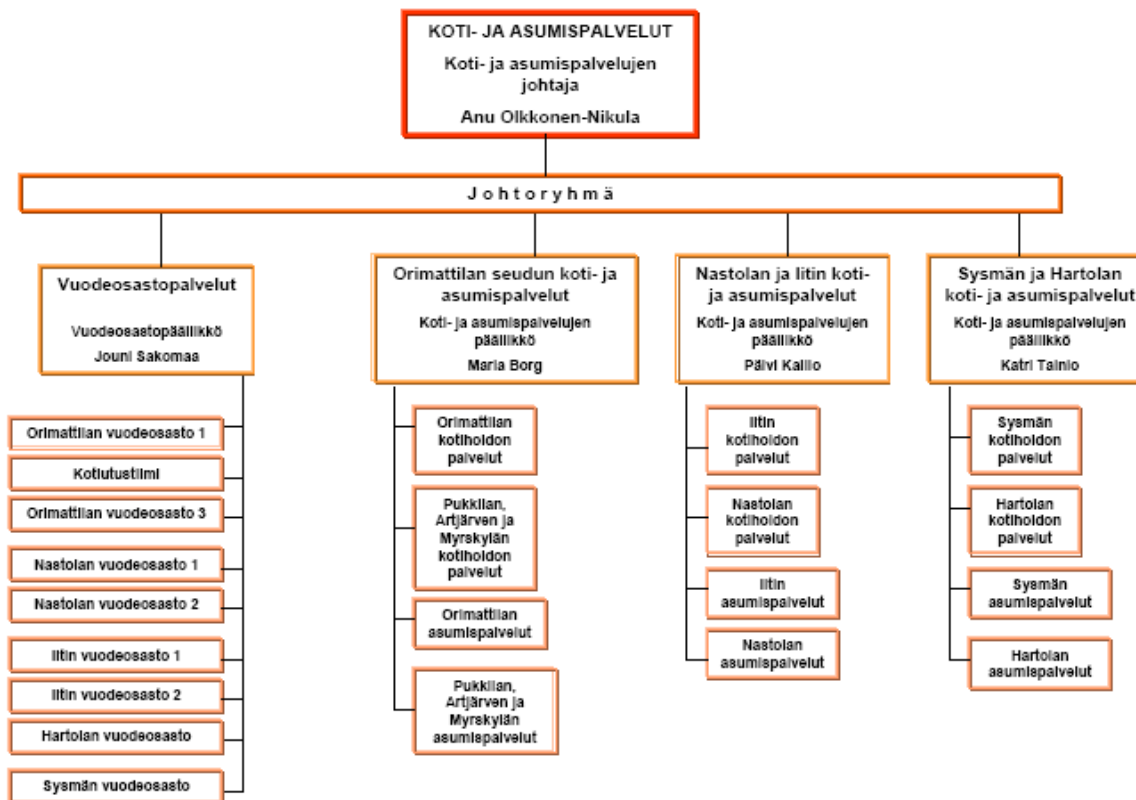 KOTI- JA ASUMISPALVELUT
Koti- ja asumispalvelujen
johtaja
Anu Olkkonen-Nikula
Johtoryhmä
Vuodeosastopalvelut
Vuodeosastopäällikkö
Jouni Sakomaa
Orimattilan vuodeosasto 1
Kotiutustiimi
Orimattilan vuodeosasto 3
Nastolan vuodeosasto 1
Nastolan vuodeosasto 2
Iitin vuodeosasto 1
Iitin vuodeosasto 2
Hartolan vuodeosasto
Sysmän vuodeosasto
Orimattilan seudun koti- ja
asumispalvelut
Koti- ja asumispalvelujen
päällikkö
Maria Borg
Orimattilan
kotihoidon
palvelut
Pukkilan,
Artjärven ja
Myrskylän
kotihoidon
palvelut
Orimattilan
asumispalvelut
Pukkilan,
Artjärven ja
Myrskylän
asumispalvelut
Nastolan ja Iitin koti-
ja asumispalvelut
Koti- ja asumispalvelujen
päällikkö
Päivi Kallio
Iitin
kotihoidon
palvelut
Nastolan
kotihoidon
palvelut
Iitin
asumispalvelut
Nastolan
asumispalvelut
Sysmän ja Hartolan
koti- ja asumispalvelut
Koti- ja asumispalvelujen
päällikkö
Katri Tainio
Sysmän
kotihoidon
palvelut
Hartolan
kotihoidon
palvelut
Sysmän
asumispalvelut
Hartolan
asumispalvelut